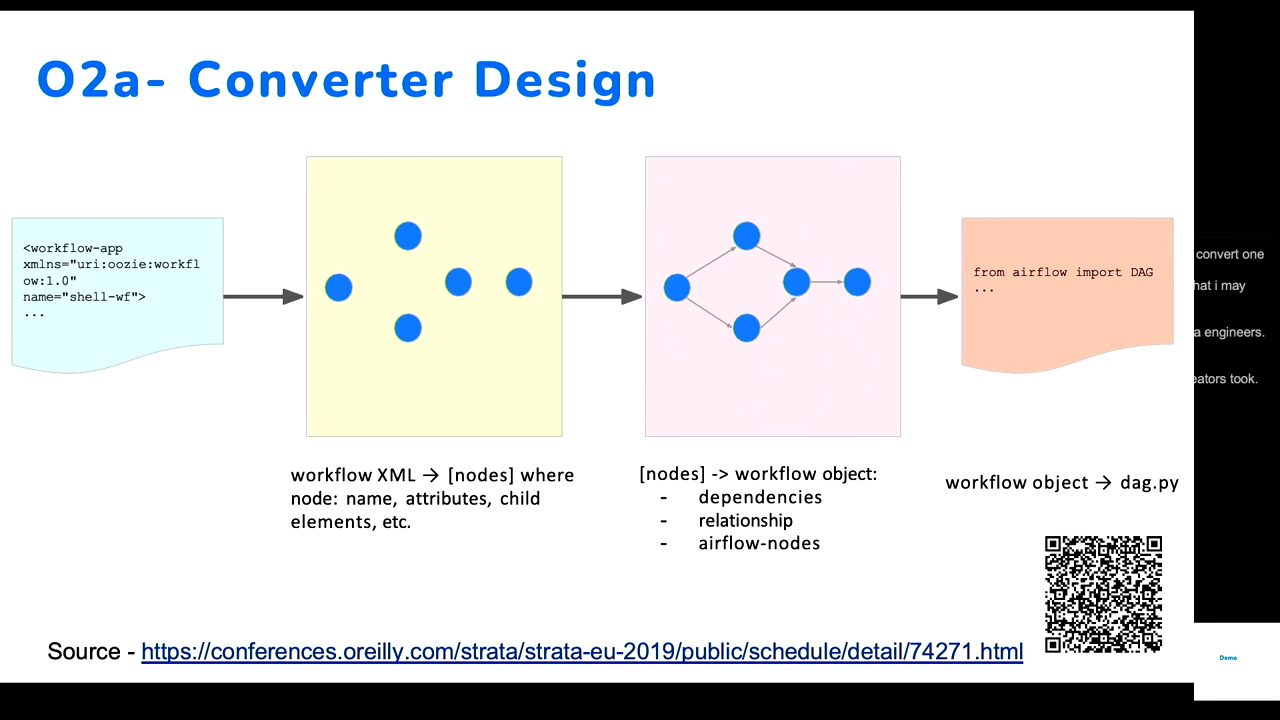 O2a- Converter Design
<workflow-app
xmlns="uri:oozie:workfl
ow:1.0"
name="shell-wf">
...
from airflow import DAG
...
workflow XML → [nodes] where
node: name, attributes, child
elements, etc.
[nodes] -> workflow object:
- dependencies
- relationship
- airflow-nodes
workflow object → dag.py
Source - https://conferences.oreilly.com/strata/strata-eu-2019/public/schedule/detail/74271.html
convert one
hat i may
a engineers.
eators took.
Demo